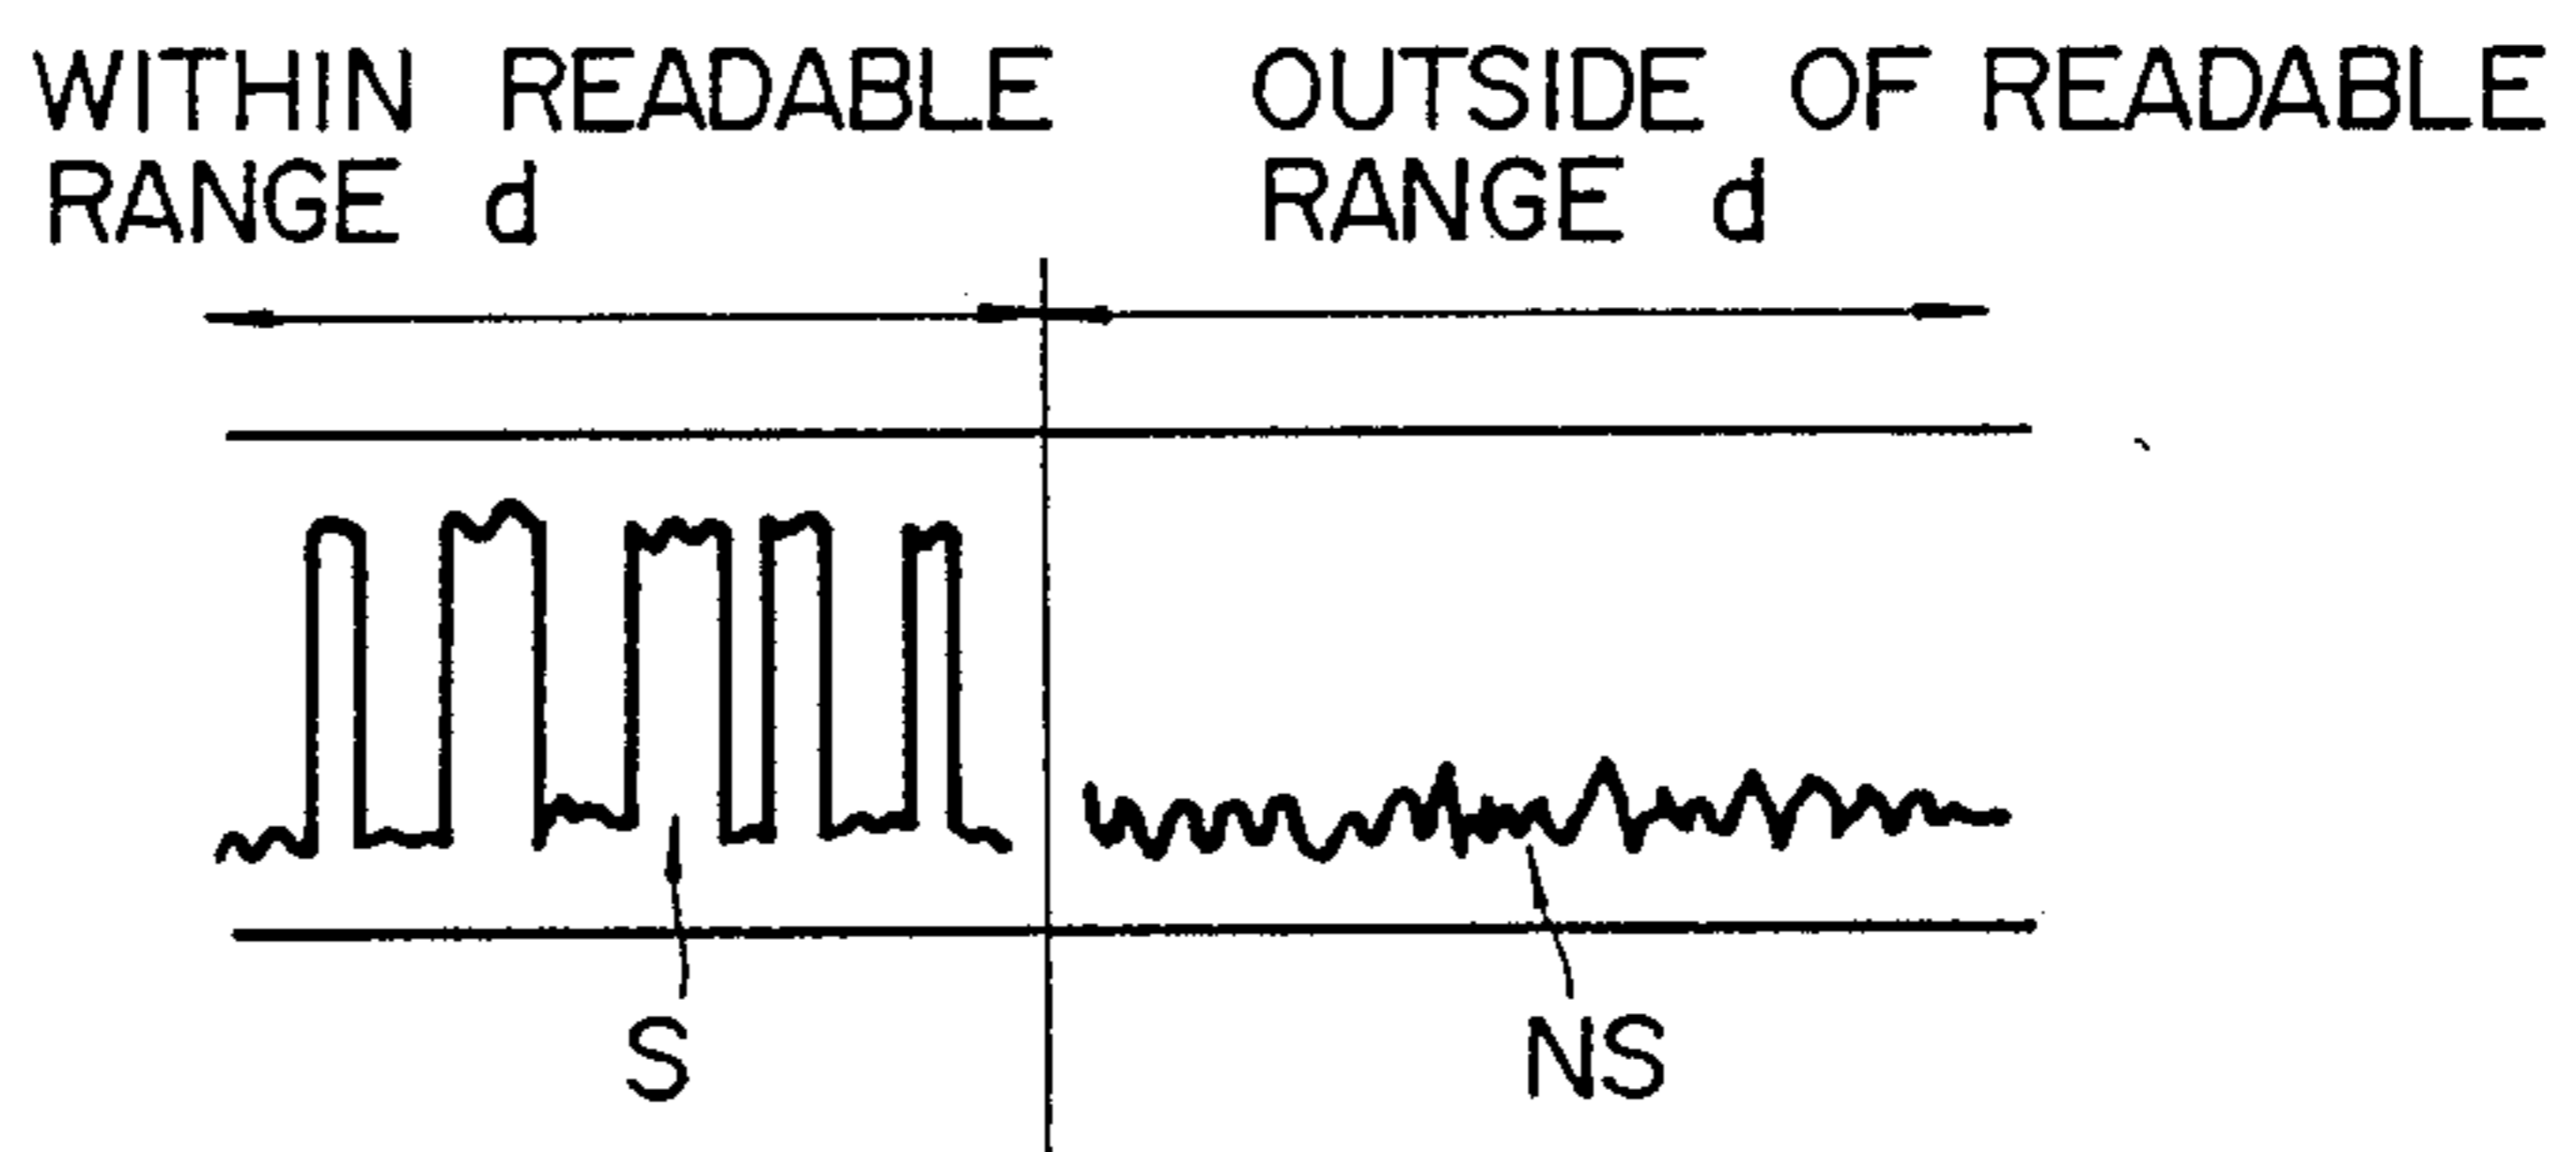 WITHIN READABLE
RANGE d
OUTSIDE OF READABLE
RANGE d
S
NS